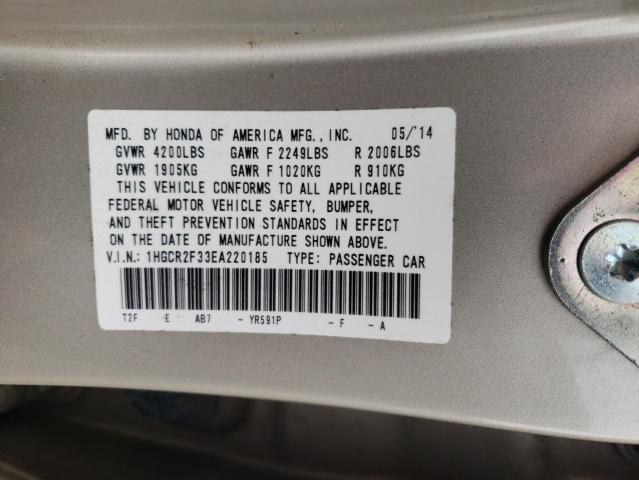 MFD. BY HONDA OF AMERICA MFG., INC. 05/'14
GVWR 4200LBS GAWR F 2249LBS R 2006LBS
GVWR 1905KG GAWR F 1020KG R 910KG
THIS VEHICLE CONFORMS TO ALL APPLICABLE
FEDERAL MOTOR VEHICLE SAFETY, BUMPER,
AND THEFT PREVENTION STANDARDS IN EFFECT
ON THE DATE OF MANUFACTURE SHOWN ABOVE.
V.I.N.: 1HGCR2F33EA220185 TYPE: PASSENGER CAR
T2F E AB7 - YR591P - F - A